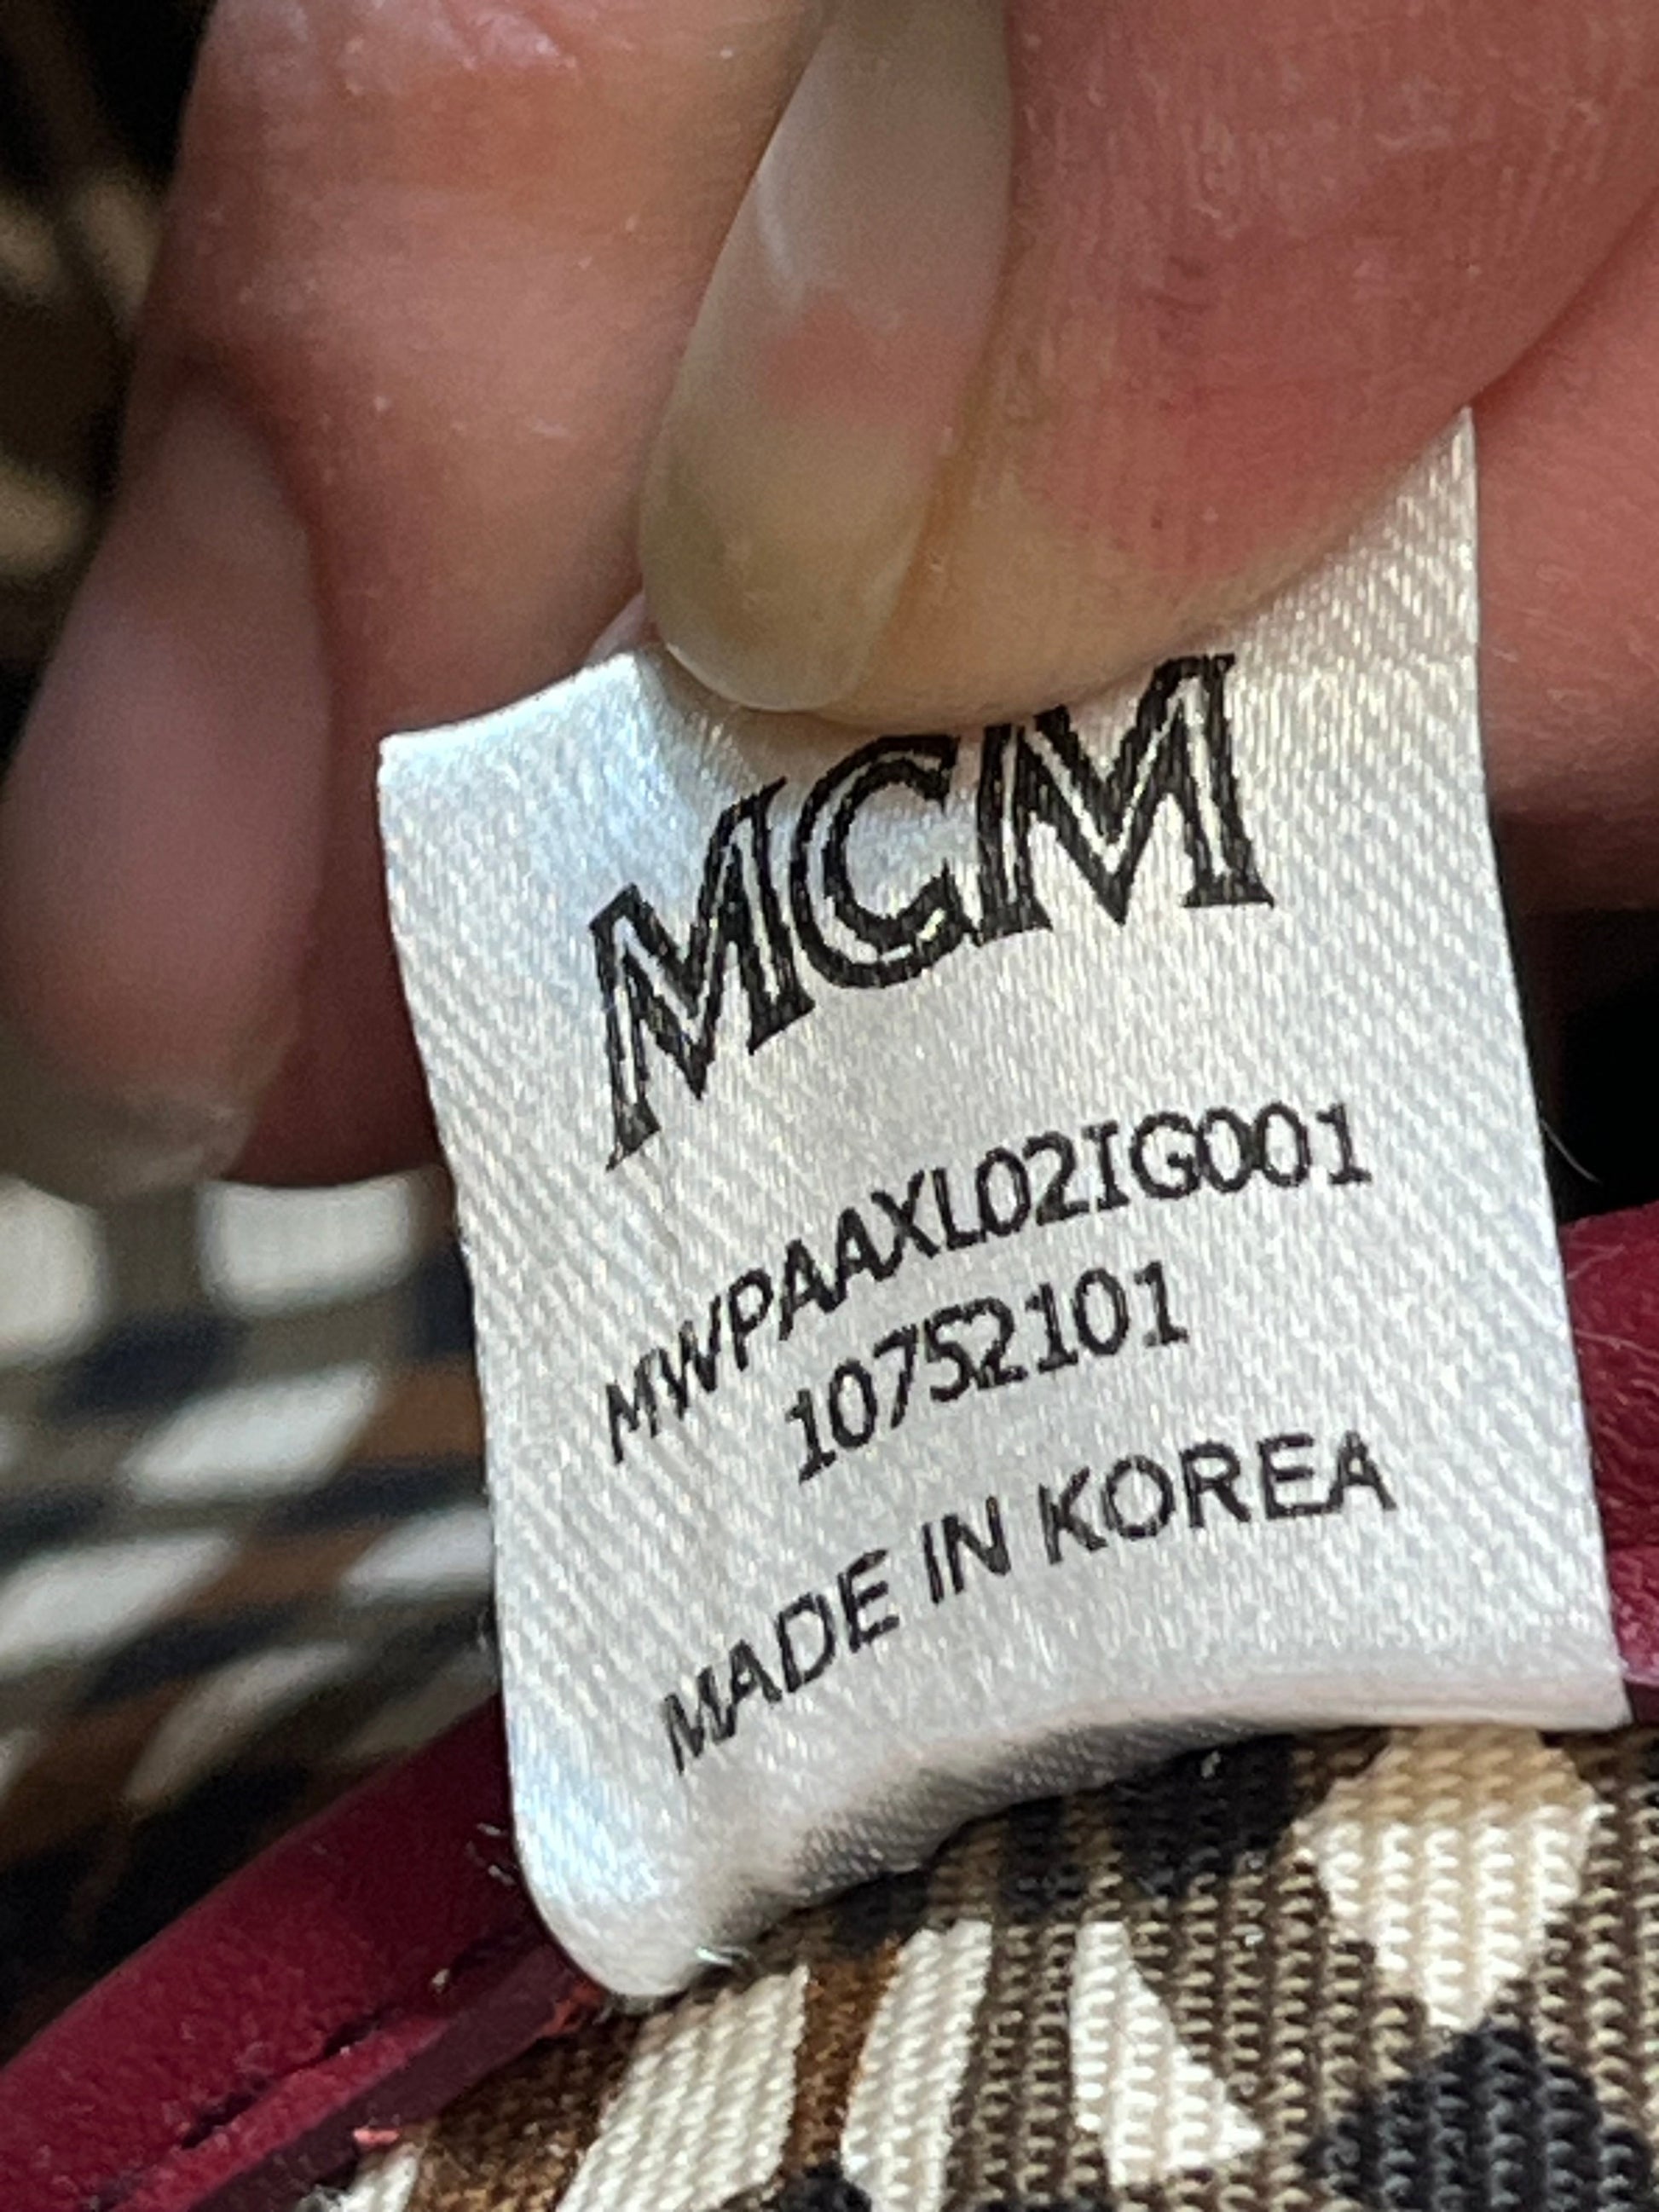 MCM
MWPAAXL02IG001
10752101
MADE IN KOREA